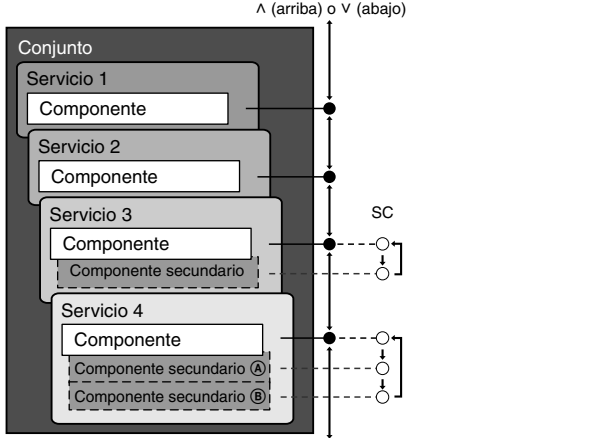 ∧ (arriba) o ∨ (abajo)
Conjunto
Servicio 1
Componente
Servicio 2
Componente
Servicio 3
SC
Componente
Componente secundario
Servicio 4
Componente
Componente secundario Ⓐ
Componente secundario Ⓑ